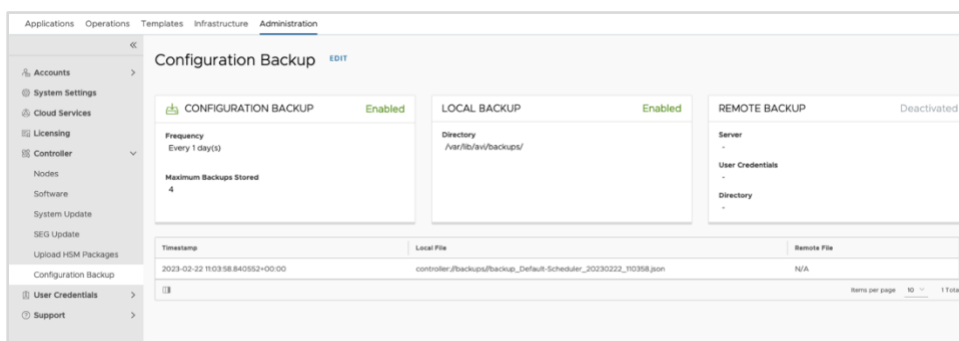 Applications Operations Templates Infrastructure Administration
Configuration Backup EDIT
Accounts
System Settings
Cloud Services
Licensing
Controller
Nodes
Software
System Update
SEG Update
Upload HSM Packages
Configuration Backup
User Credentials
Support
CONFIGURATION BACKUP Enabled
Frequency
Every 1 day(s)
Maximum Backups Stored
4
LOCAL BACKUP Enabled
Directory
/var/lib/avi/backups/
REMOTE BACKUP Deactivated
Server
-
User Credentials
-
Directory
-
Timestamp Local File Remote File
2023-02-22 11:03:58.840552+00:00 controller://backups//backup_Default-Scheduler_20230222_110358.json N/A
Items per page 10 1 Tota